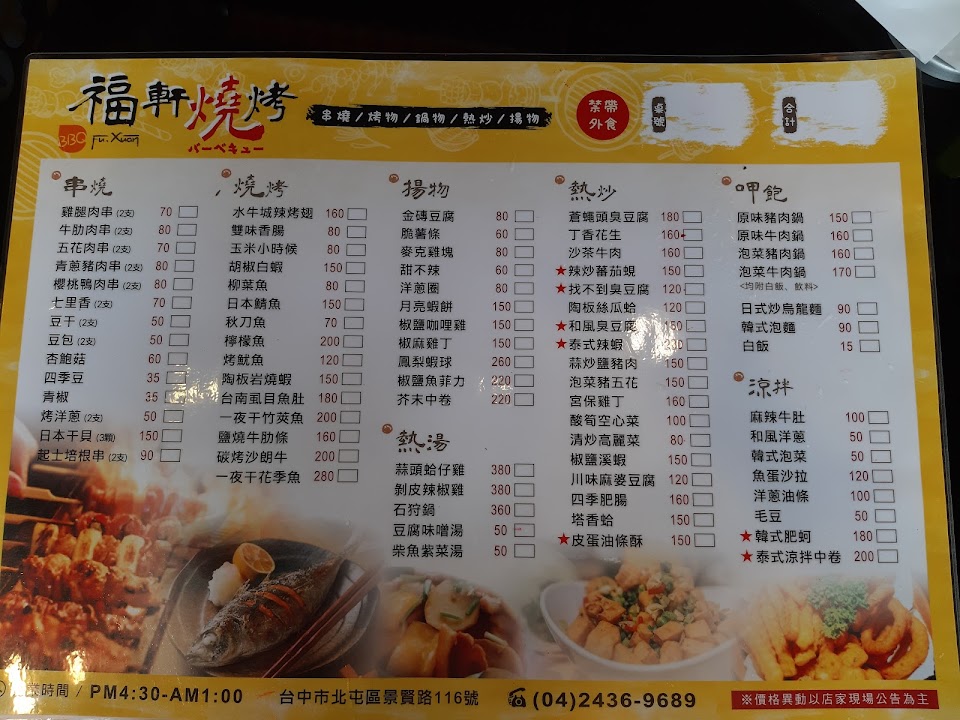 福軒燒烤
BBQ Fu.Xuan
バーベキュー
串燒/烤物/鍋物/熱炒/揚物
禁帶
外食
桌號
合計
串燒
雞腿肉串(2支) 70
牛肋肉串(2支) 80
五花肉串(2支) 70
青蔥豬肉串(2支) 80
櫻桃鴨肉串(2支) 80
七里香(2支) 70
豆干(2支) 50
豆包(2支) 50
杏鮑菇 60
四季豆 35
青椒 35
烤洋蔥(2支) 50
日本干貝(3顆) 150
起士培根串(2支) 90
燒烤
水牛城辣烤翅 160
雙味香腸 80
玉米小時候 80
胡椒白蝦 150
柳葉魚 80
日本鯖魚 150
秋刀魚 70
檸檬魚 200
烤魷魚 120
陶板岩燒蝦 150
台南虱目魚肚 180
一夜干竹莢魚 200
鹽燒牛肋條 160
碳烤沙朗牛 200
一夜干花季魚 280
揚物
金磚豆腐 80
脆薯條 60
麥克雞塊 80
甜不辣 60
洋蔥圈 80
月亮蝦餅 150
椒鹽咖哩雞 150
椒麻雞丁 150
鳳梨蝦球 260
椒鹽魚菲力 220
芥末中卷 220
熱湯
蒜頭蛤仔雞 380
剝皮辣椒雞 380
石狩鍋 360
豆腐味噌湯 50
柴魚紫菜湯 50
熱炒
蒼蠅頭臭豆腐 180
丁香花生 160
沙茶牛肉 160
★辣炒蕃茄蜆 120
★找不到臭豆腐 120
陶板絲瓜蛤 120
★和風臭豆腐 150
★泰式辣蝦 200
蒜炒鹽豬肉 150
泡菜豬五花 150
宮保雞丁 160
酸筍空心菜 100
清炒高麗菜 80
椒鹽溪蝦 150
川味麻婆豆腐 120
四季肥腸 160
塔香蛤 150
★皮蛋油條酥 150
呷飽
原味豬肉鍋 150
原味牛肉鍋 160
泡菜豬肉鍋 160
泡菜牛肉鍋 170
<均附白飯、飲料>
日式炒烏龍麵 90
韓式泡麵 90
白飯 15
涼拌
麻辣牛肚 100
和風洋蔥 50
韓式泡菜 50
魚蛋沙拉 120
洋蔥油條 100
毛豆 50
★韓式肥蚵 180
★泰式涼拌中卷 200
業時間 / PM4:30-AM1:00 台中市北屯區景賢路116號 (04)2436-9689 ※價格異動以店家現場公告為主